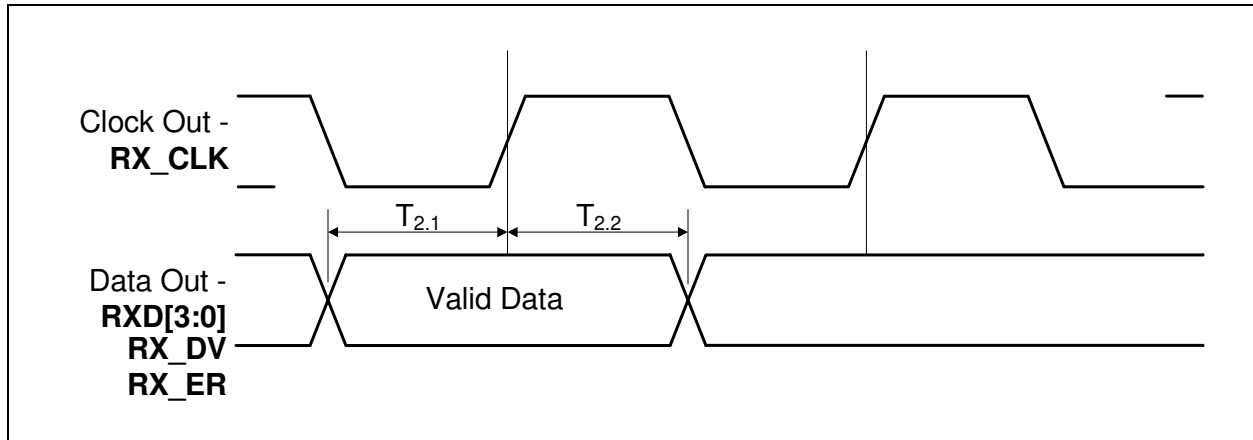 Clock Out -
RX_CLK
T2.1
T2.2
Data Out -
RXD[3:0]
RX_DV
RX_ER
Valid Data